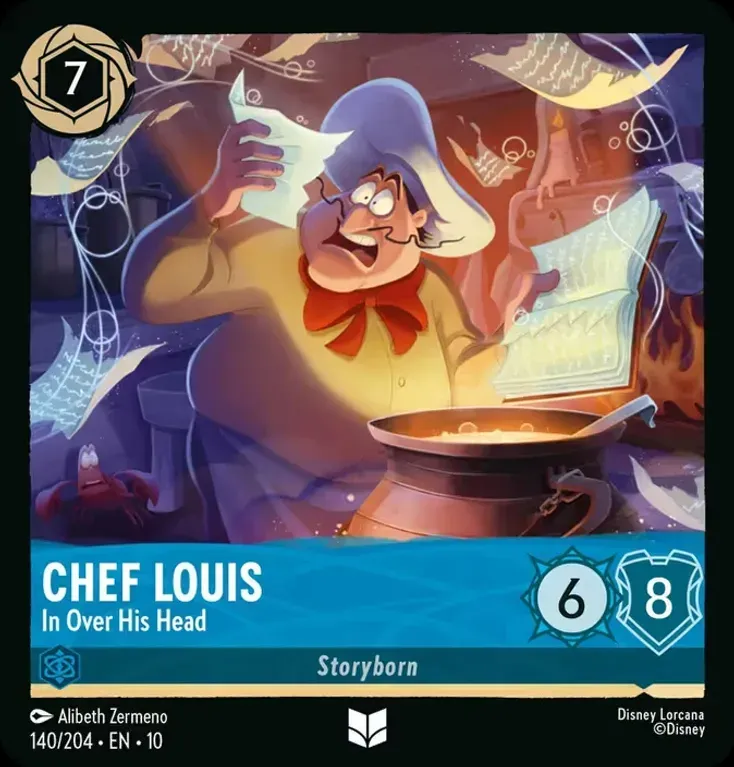 7
CHEF LOUIS
In Over His Head
6
8
Storyborn
Alibeth Zermeno
140/204 • EN • 10
Disney Lorcana
©Disney